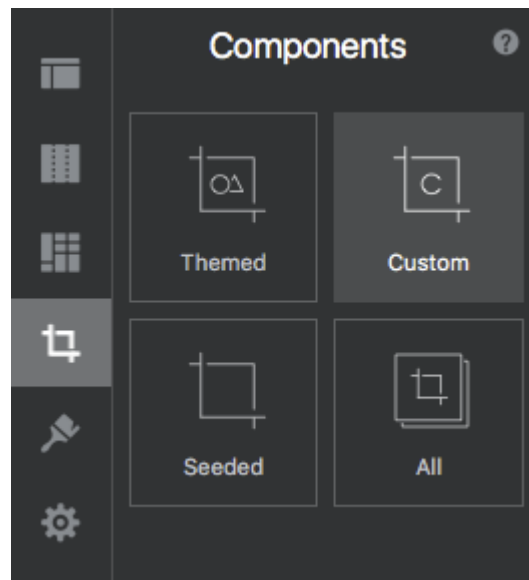 Components ?
Themed
C
Custom
Seeded
All